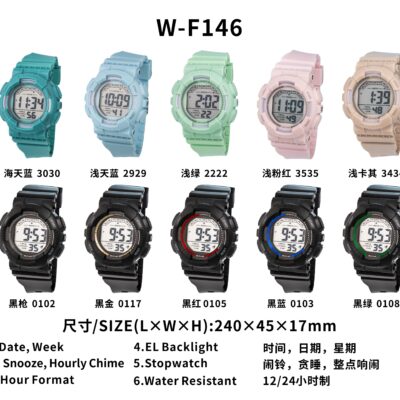 W-F146
海天蓝 3030 浅天蓝 2929 浅绿 2222 浅粉红 3535 浅卡其 3434
黑枪 0102 黑金 0117 黑红 0105 黑蓝 0103 黑绿 0108
尺寸/SIZE(L×W×H):240×45×17mm
Date, Week 4.EL Backlight 时间，日期，星期
Snooze, Hourly Chime 5.Stopwatch 闹铃，贪睡，整点响闹
Hour Format 6.Water Resistant 12/24小时制